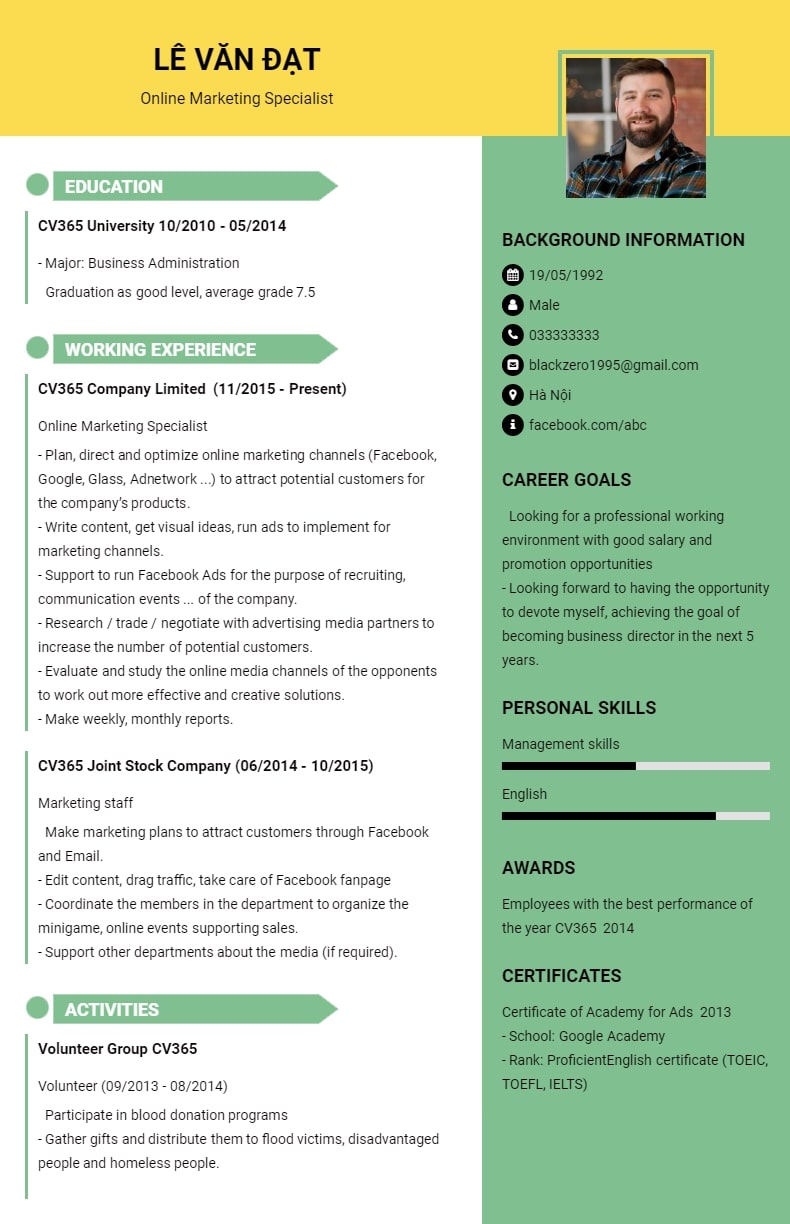 LÊ VĂN ĐẠT
Online Marketing Specialist
EDUCATION
CV365 University 10/2010 - 05/2014
- Major: Business Administration
Graduation as good level, average grade 7.5
WORKING EXPERIENCE
CV365 Company Limited (11/2015 - Present)
Online Marketing Specialist
- Plan, direct and optimize online marketing channels (Facebook,
Google, Glass, Adnetwork ...) to attract potential customers for
the company’s products.
- Write content, get visual ideas, run ads to implement for
marketing channels.
- Support to run Facebook Ads for the purpose of recruiting,
communication events ... of the company.
- Research / trade / negotiate with advertising media partners to
increase the number of potential customers.
- Evaluate and study the online media channels of the opponents
to work out more effective and creative solutions.
- Make weekly, monthly reports.
CV365 Joint Stock Company (06/2014 - 10/2015)
Marketing staff
Make marketing plans to attract customers through Facebook
and Email.
- Edit content, drag traffic, take care of Facebook fanpage
- Coordinate the members in the department to organize the
minigame, online events supporting sales.
- Support other departments about the media (if required).
ACTIVITIES
Volunteer Group CV365
Volunteer (09/2013 - 08/2014)
Participate in blood donation programs
- Gather gifts and distribute them to flood victims, disadvantaged
people and homeless people.
BACKGROUND INFORMATION
19/05/1992
Male
033333333
blackzero1995@gmail.com
Hà Nội
facebook.com/abc
CAREER GOALS
Looking for a professional working
environment with good salary and
promotion opportunities
- Looking forward to having the opportunity
to devote myself, achieving the goal of
becoming business director in the next 5
years.
PERSONAL SKILLS
Management skills
English
AWARDS
Employees with the best performance of
the year CV365 2014
CERTIFICATES
Certificate of Academy for Ads 2013
- School: Google Academy
- Rank: ProficientEnglish certificate (TOEIC,
TOEFL, IELTS)